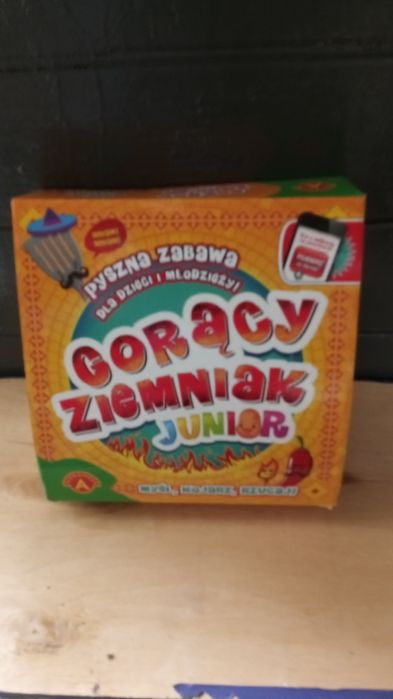 PYSZNA ZABAWA
DLA DZIECI I MŁODZIEŻY!
GORĄCY
ZIEMNIAK
JUNIOR
A
MYŚL, KOJARZ, RZUCAJ!